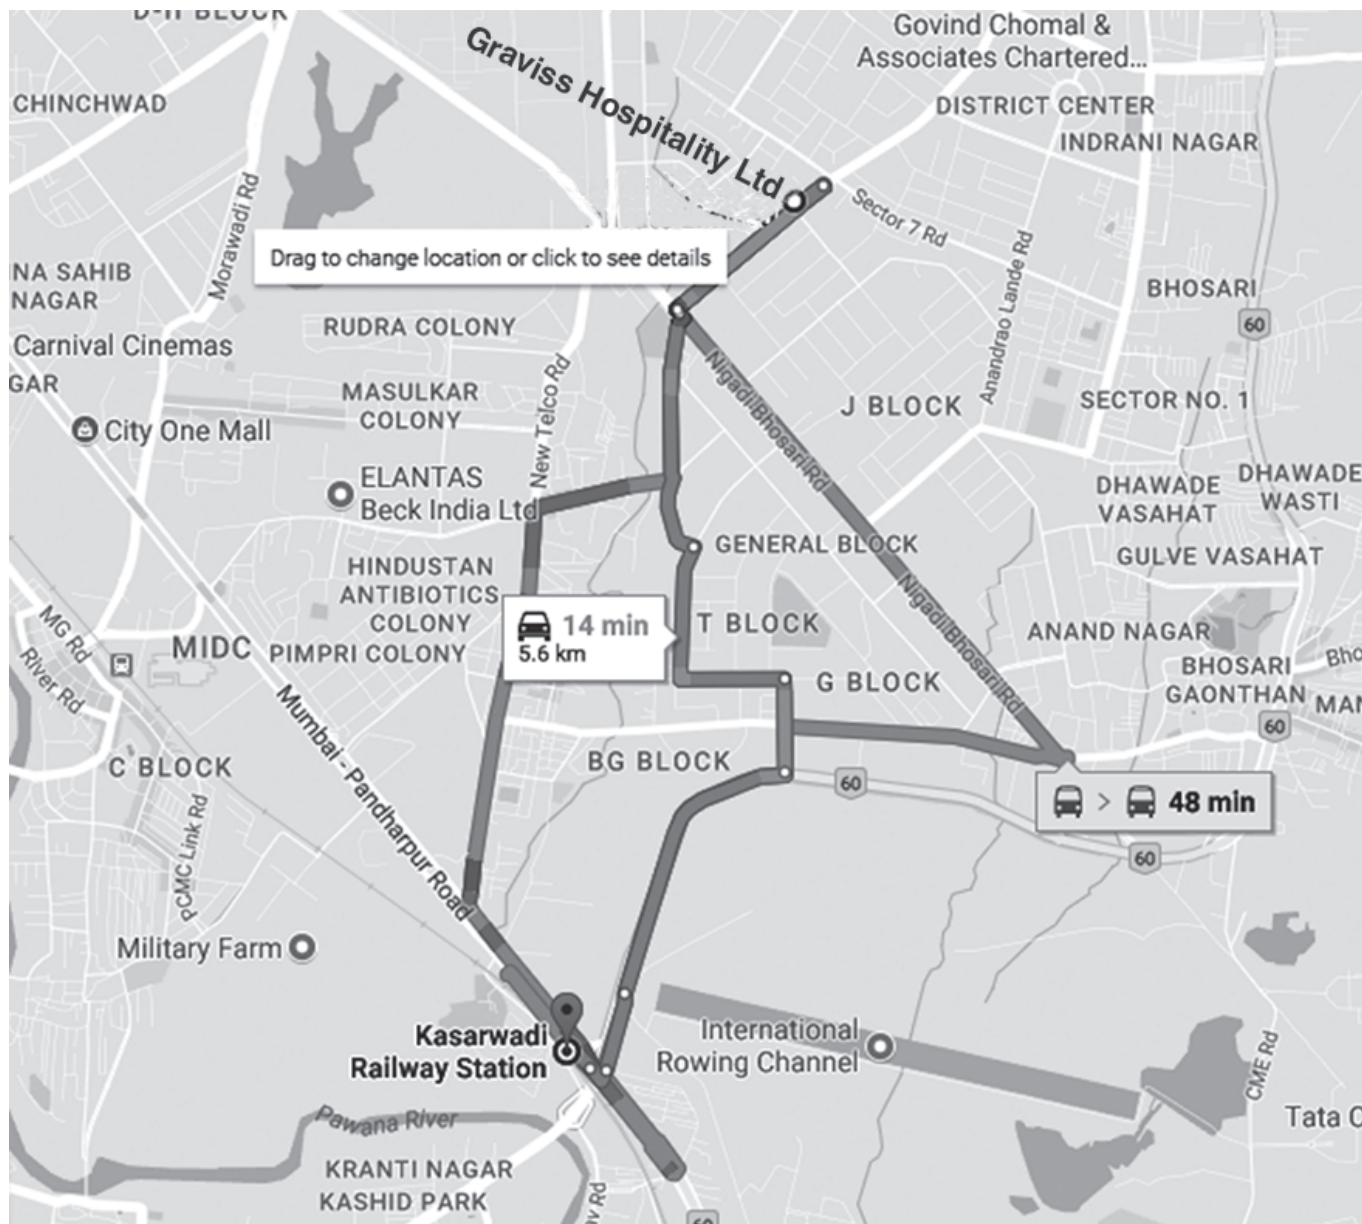 D-II BLOCK
Govind Chomal &
Associates Chartered...
Graviss Hospitality Ltd
CHINCHWAD
DISTRICT CENTER
INDRANI NAGAR
Morawadi Rd
Sector 7 Rd
Drag to change location or click to see details
NA SAHIB
NAGAR
Anandrao Lande Rd
BHOSARI
60
RUDRA COLONY
Carnival Cinemas
GAR
New Telco Rd
Nigadi Bhosari Rd
MASULKAR
COLONY
J BLOCK
SECTOR NO. 1
City One Mall
ELANTAS
Beck India Ltd
DHAWADE
VASAHAT
DHAWADE
WASTI
GENERAL BLOCK
GULVE VASAHAT
HINDUSTAN
ANTIBIOTICS
COLONY
Nigadi Bhosari Rd
MG Rd
14 min
5.6 km
T BLOCK
ANAND NAGAR
MIDC
PIMPRI COLONY
River Rd
BHOSARI
GAONTHAN
Bho
G BLOCK
MAN
60
Mumbai - Pandharpur Road
C BLOCK
BG BLOCK
60
> 48 min
PCMC Link Rd
60
Military Farm
Kasarwadi
Railway Station
International
Rowing Channel
CME Rd
Pawana River
Tata C
KRANTI NAGAR
KASHID PARK
av Rd
60